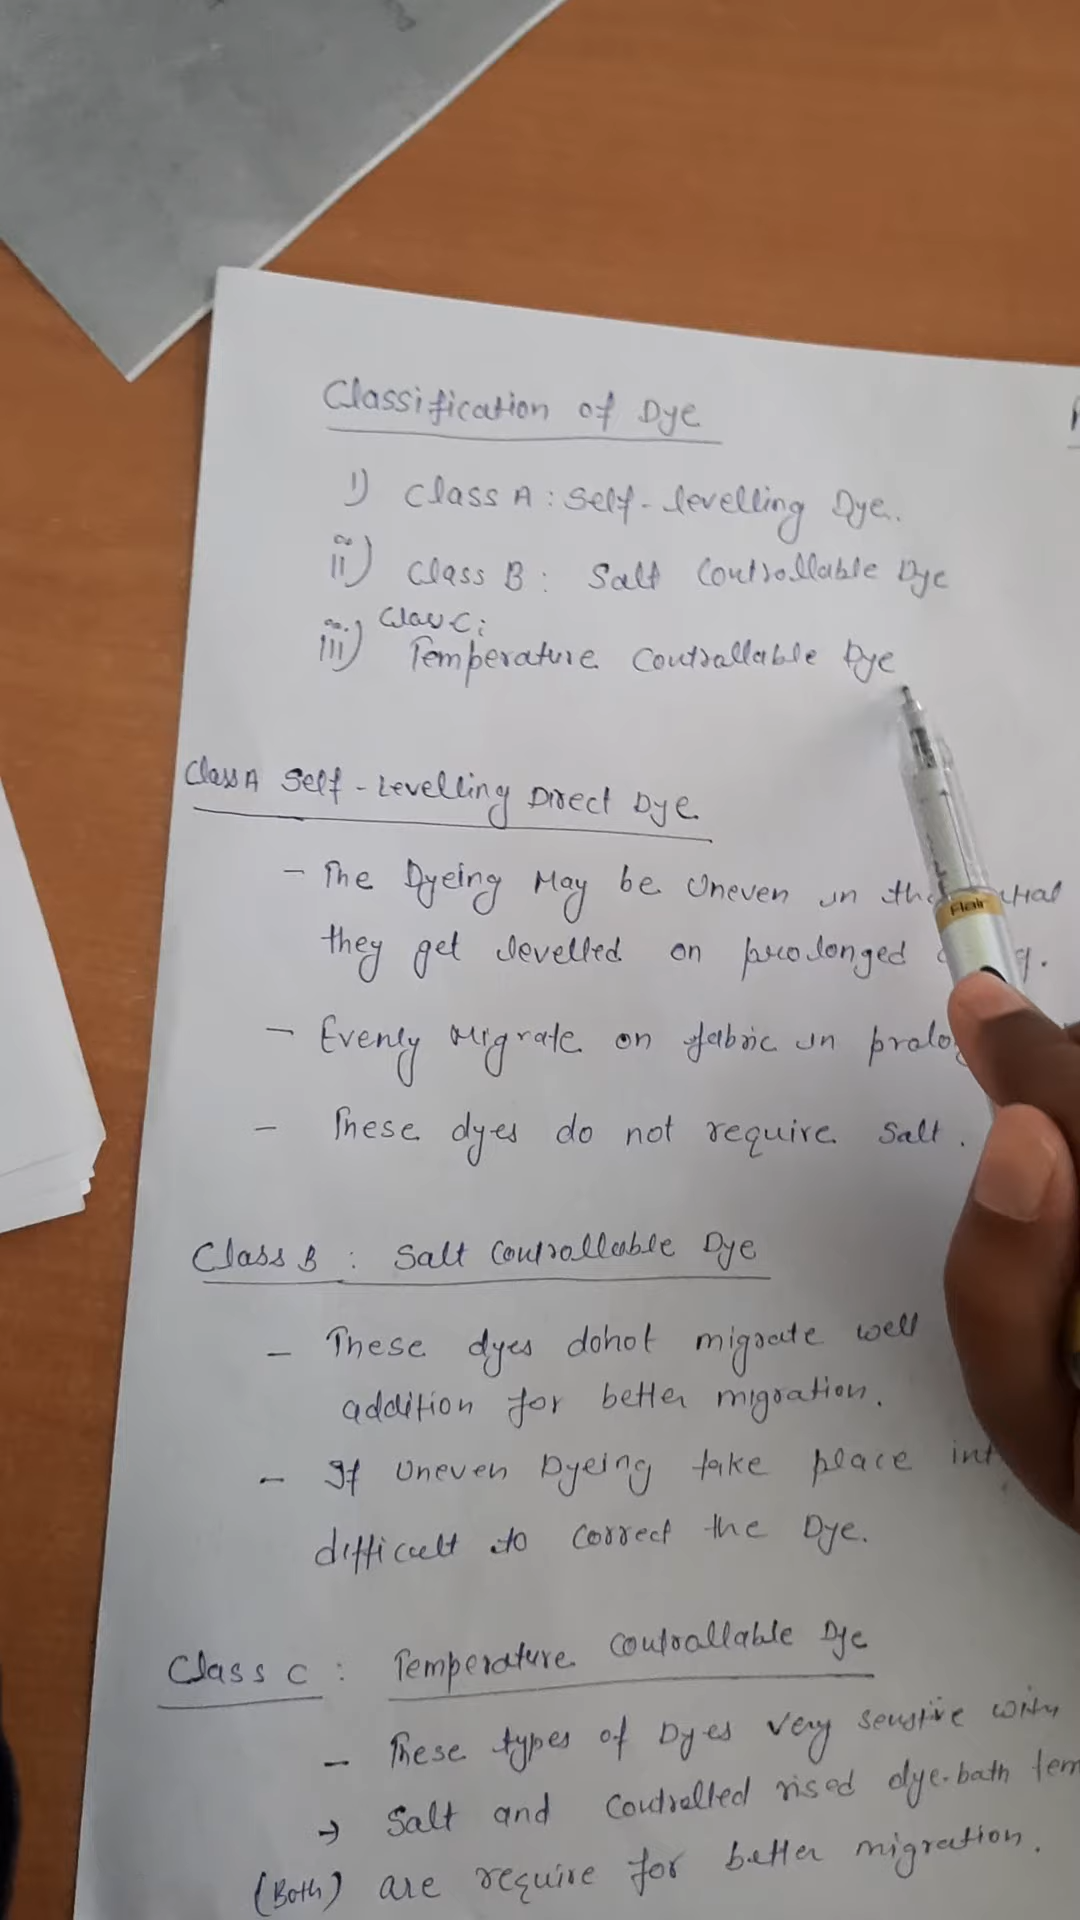 Classification of Dye
i) Class A : Self-levelling Dye.
ii) Class B : Salt Controllable Dye
Class C:
iii) Temperature Controllable Dye
Class A Self-Levelling Direct Dye
- The Dyeing May be Uneven in the
they get levelled on prolonged
Flair
- Evenly Migrate on fabric in
- These dyes do not require Salt.
Class B : Salt Controllable Dye
- These dyes donot migrate well
addition for better migration.
- If Uneven Dyeing take place
difficult to Correct the Dye.
Class C : Temperature Controllable Dye
- These types of Dyes very senstive with
→ Salt and Controlled rised dye-bath
(Both) are require for better migration.